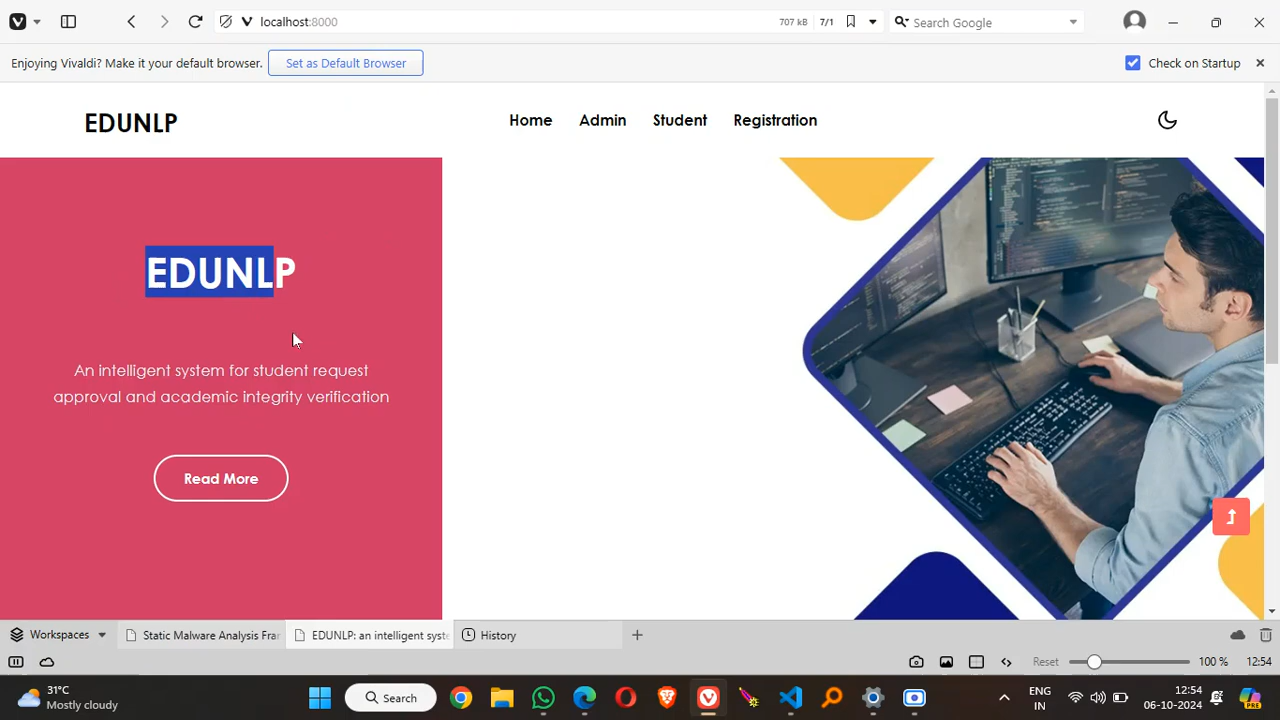 localhost:8000
707 kB
7/1
Search Google
Enjoying Vivaldi? Make it your default browser.
Set as Default Browser
Check on Startup
EDUNLP
Home
Admin
Student
Registration
EDUNLP
An intelligent system for student request
approval and academic integrity verification
Read More
Workspaces
Static Malware Analysis Fra
EDUNLP: an intelligent syst
History
Reset
100 %
12:54
31°C
Mostly cloudy
Search
ENG
IN
12:54
06-10-2024
PRE